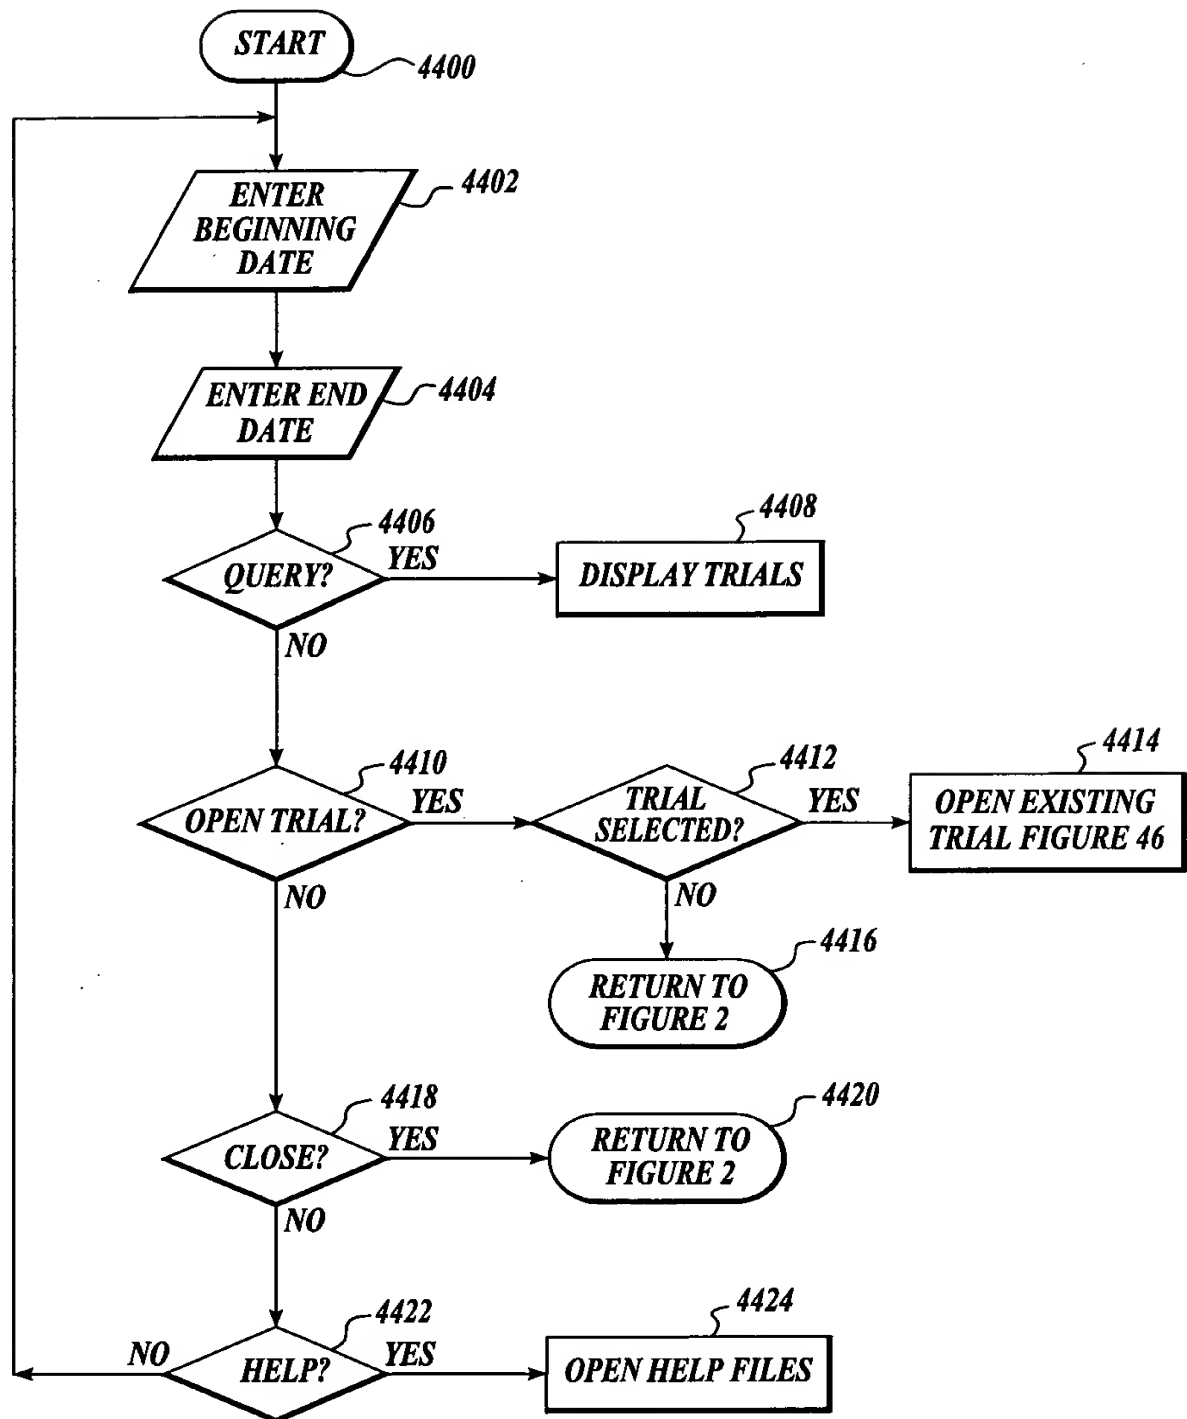 START
4400
4402
ENTER
BEGINNING
DATE
4404
ENTER END
DATE
4406
4408
QUERY?
YES
DISPLAY TRIALS
NO
4410
4412
4414
OPEN TRIAL?
YES
TRIAL
SELECTED?
YES
OPEN EXISTING
TRIAL FIGURE 46
NO
NO
4416
RETURN TO
FIGURE 2
4418
4420
CLOSE?
YES
RETURN TO
FIGURE 2
NO
4422
4424
NO
HELP?
YES
OPEN HELP FILES